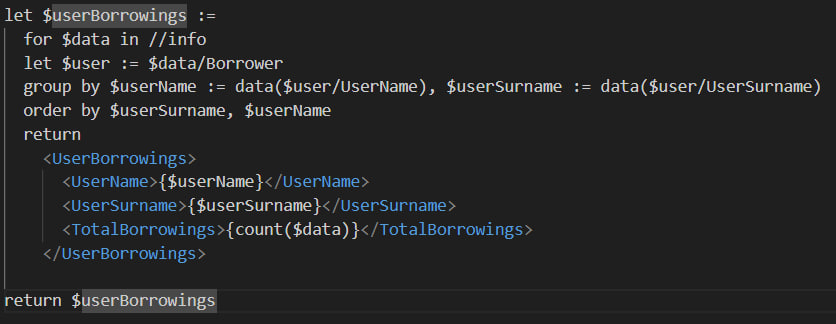 let $userBorrowings :=
for $data in //info
let $user := $data/Borrower
group by $userName := data($user/UserName), $userSurname := data($user/UserSurname)
order by $userSurname, $userName
return
<UserBorrowings>
<UserName>{$userName}</UserName>
<UserSurname>{$userSurname}</UserSurname>
<TotalBorrowings>{count($data)}</TotalBorrowings>
</UserBorrowings>
return $userBorrowings